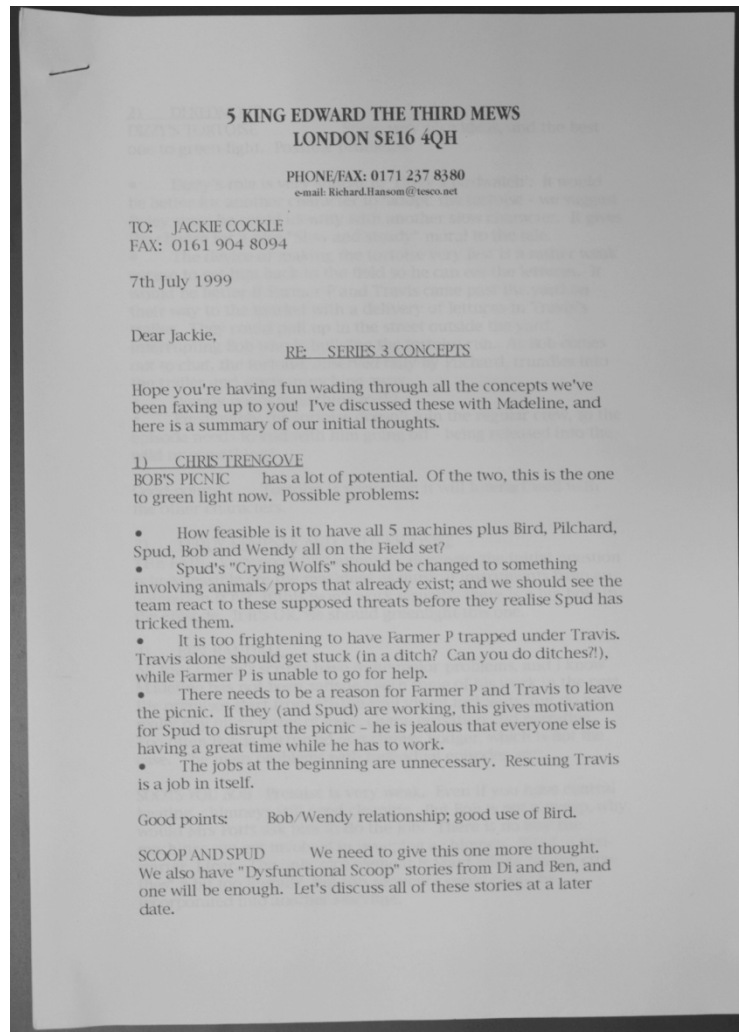 5 KING EDWARD THE THIRD MEWS
LONDON SE16 4QH
PHONE/FAX: 0171 237 8380
e-mail: Richard.Hansom@tesco.net
TO: JACKIE COCKLE
FAX: 0161 904 8094
7th July 1999
Dear Jackie,
RE: SERIES 3 CONCEPTS
Hope you're having fun wading through all the concepts we've
been faxing up to you! I've discussed these with Madeline, and
here is a summary of our initial thoughts.
1) CHRIS TRENGOVE
BOB'S PICNIC has a lot of potential. Of the two, this is the one
to green light now. Possible problems:
• How feasible is it to have all 5 machines plus Bird, Pilchard,
Spud, Bob and Wendy all on the Field set?
• Spud's "Crying Wolfs" should be changed to something
involving animals/props that already exist; and we should see the
team react to these supposed threats before they realise Spud has
tricked them.
• It is too frightening to have Farmer P trapped under Travis.
Travis alone should get stuck (in a ditch? Can you do ditches?!),
while Farmer P is unable to go for help.
• There needs to be a reason for Farmer P and Travis to leave
the picnic. If they (and Spud) are working, this gives motivation
for Spud to disrupt the picnic – he is jealous that everyone else is
having a great time while he has to work.
• The jobs at the beginning are unnecessary. Rescuing Travis
is a job in itself.
Good points: Bob/Wendy relationship; good use of Bird.
SCOOP AND SPUD We need to give this one more thought.
We also have "Dysfunctional Scoop" stories from Di and Ben, and
one will be enough. Let's discuss all of these stories at a later
date.